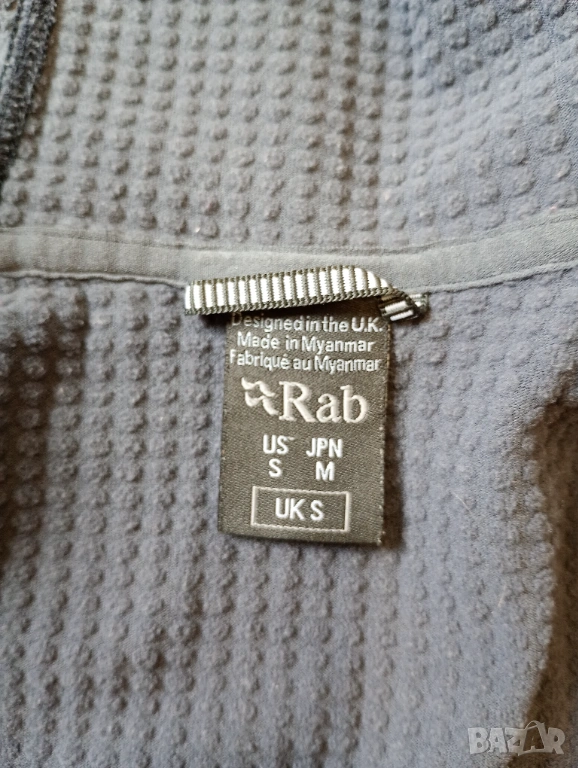 Designed in the U.K.
Made in Myanmar
Fabriqué au Myanmar
Rab
US JPN
S M
UK S
BAZAR